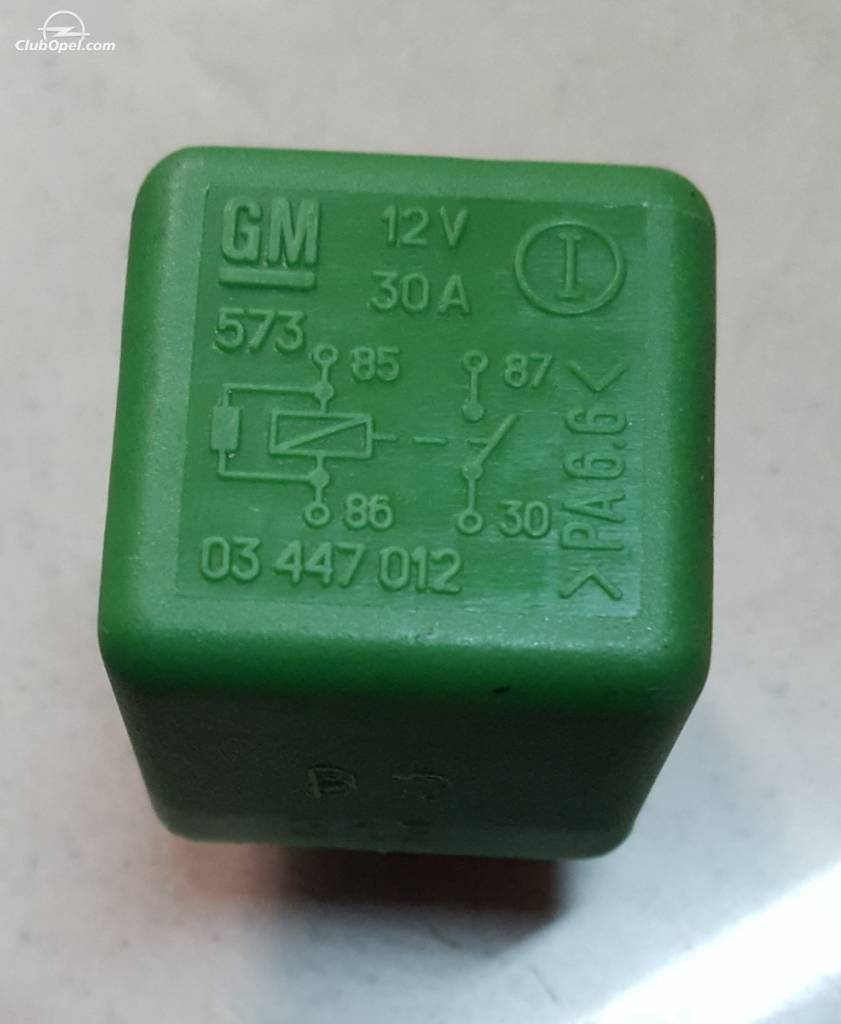 ClubOpel.com
GM 12V I
30A
573
85 87
86 30
03 447 012
>PA6.6<
B